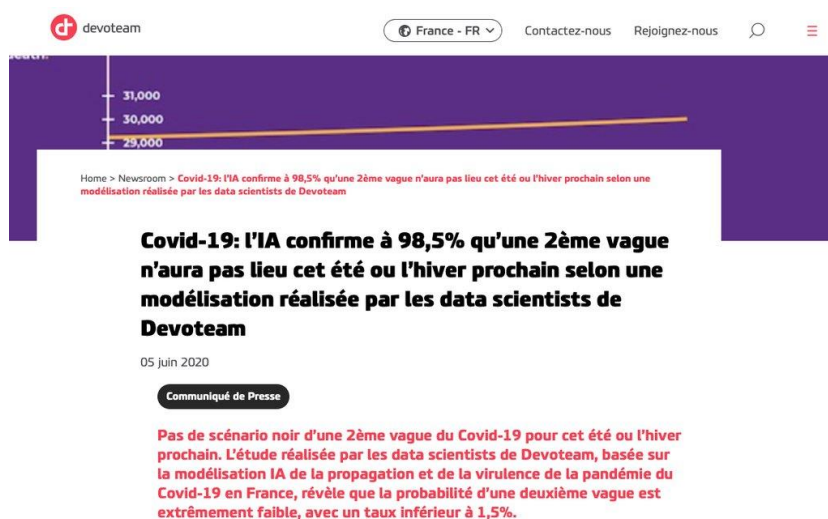 devoteam
France - FR
Contactez-nous
Rejoignez-nous
31,000
30,000
29,000
Home > Newsroom > Covid-19: l'IA confirme à 98,5% qu'une 2ème vague n'aura pas lieu cet été ou l'hiver prochain selon une
modélisation réalisée par les data scientists de Devoteam
Covid-19: l'IA confirme à 98,5% qu'une 2ème vague
n'aura pas lieu cet été ou l'hiver prochain selon une
modélisation réalisée par les data scientists de
Devoteam
05 juin 2020
Communiqué de Presse
Pas de scénario noir d'une 2ème vague du Covid-19 pour cet été ou l'hiver
prochain. L'étude réalisée par les data scientists de Devoteam, basée sur
la modélisation IA de la propagation et de la virulence de la pandémie du
Covid-19 en France, révèle que la probabilité d'une deuxième vague est
extrêmement faible, avec un taux inférieur à 1,5%.